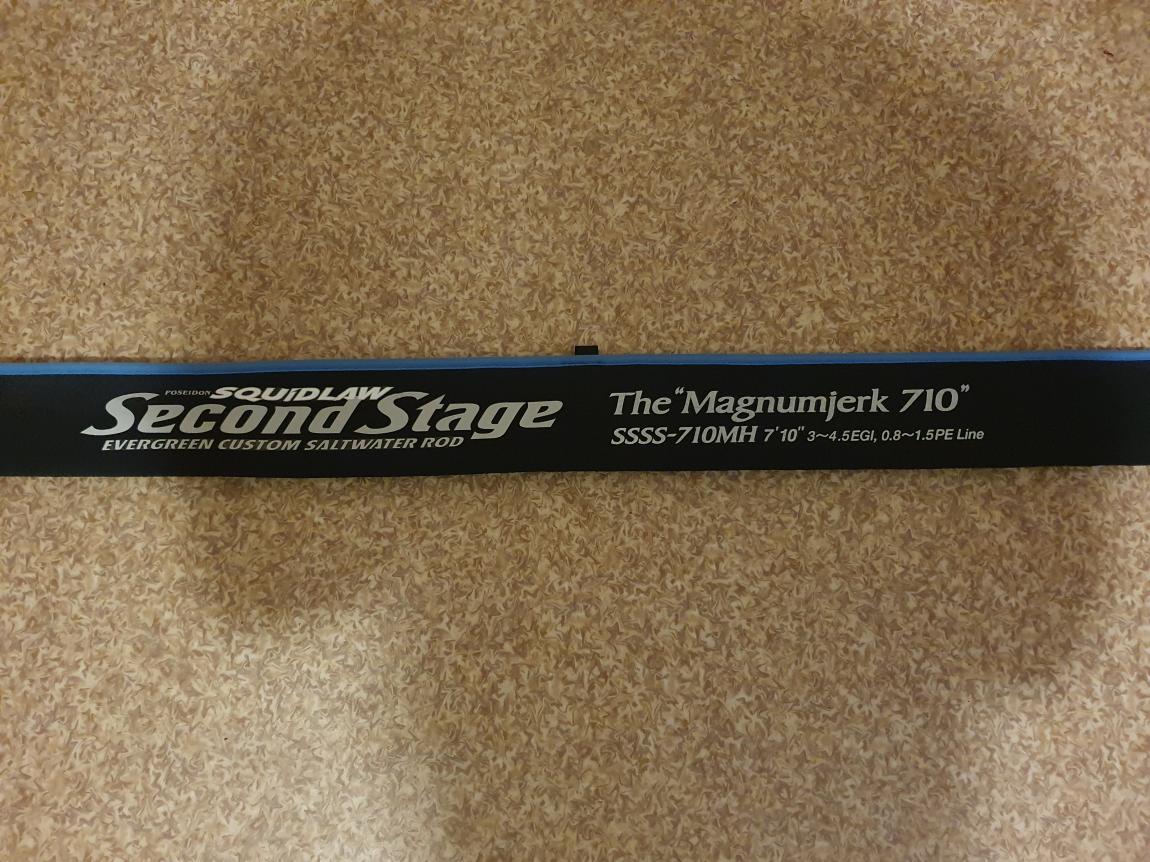 POSEIDON SQUIDLAW
Second Stage
EVERGREEN CUSTOM SALTWATER ROD
The “Magnumjerk 710”
SSSS-710MH 7'10" 3～4.5EGI, 0.8～1.5PE Line